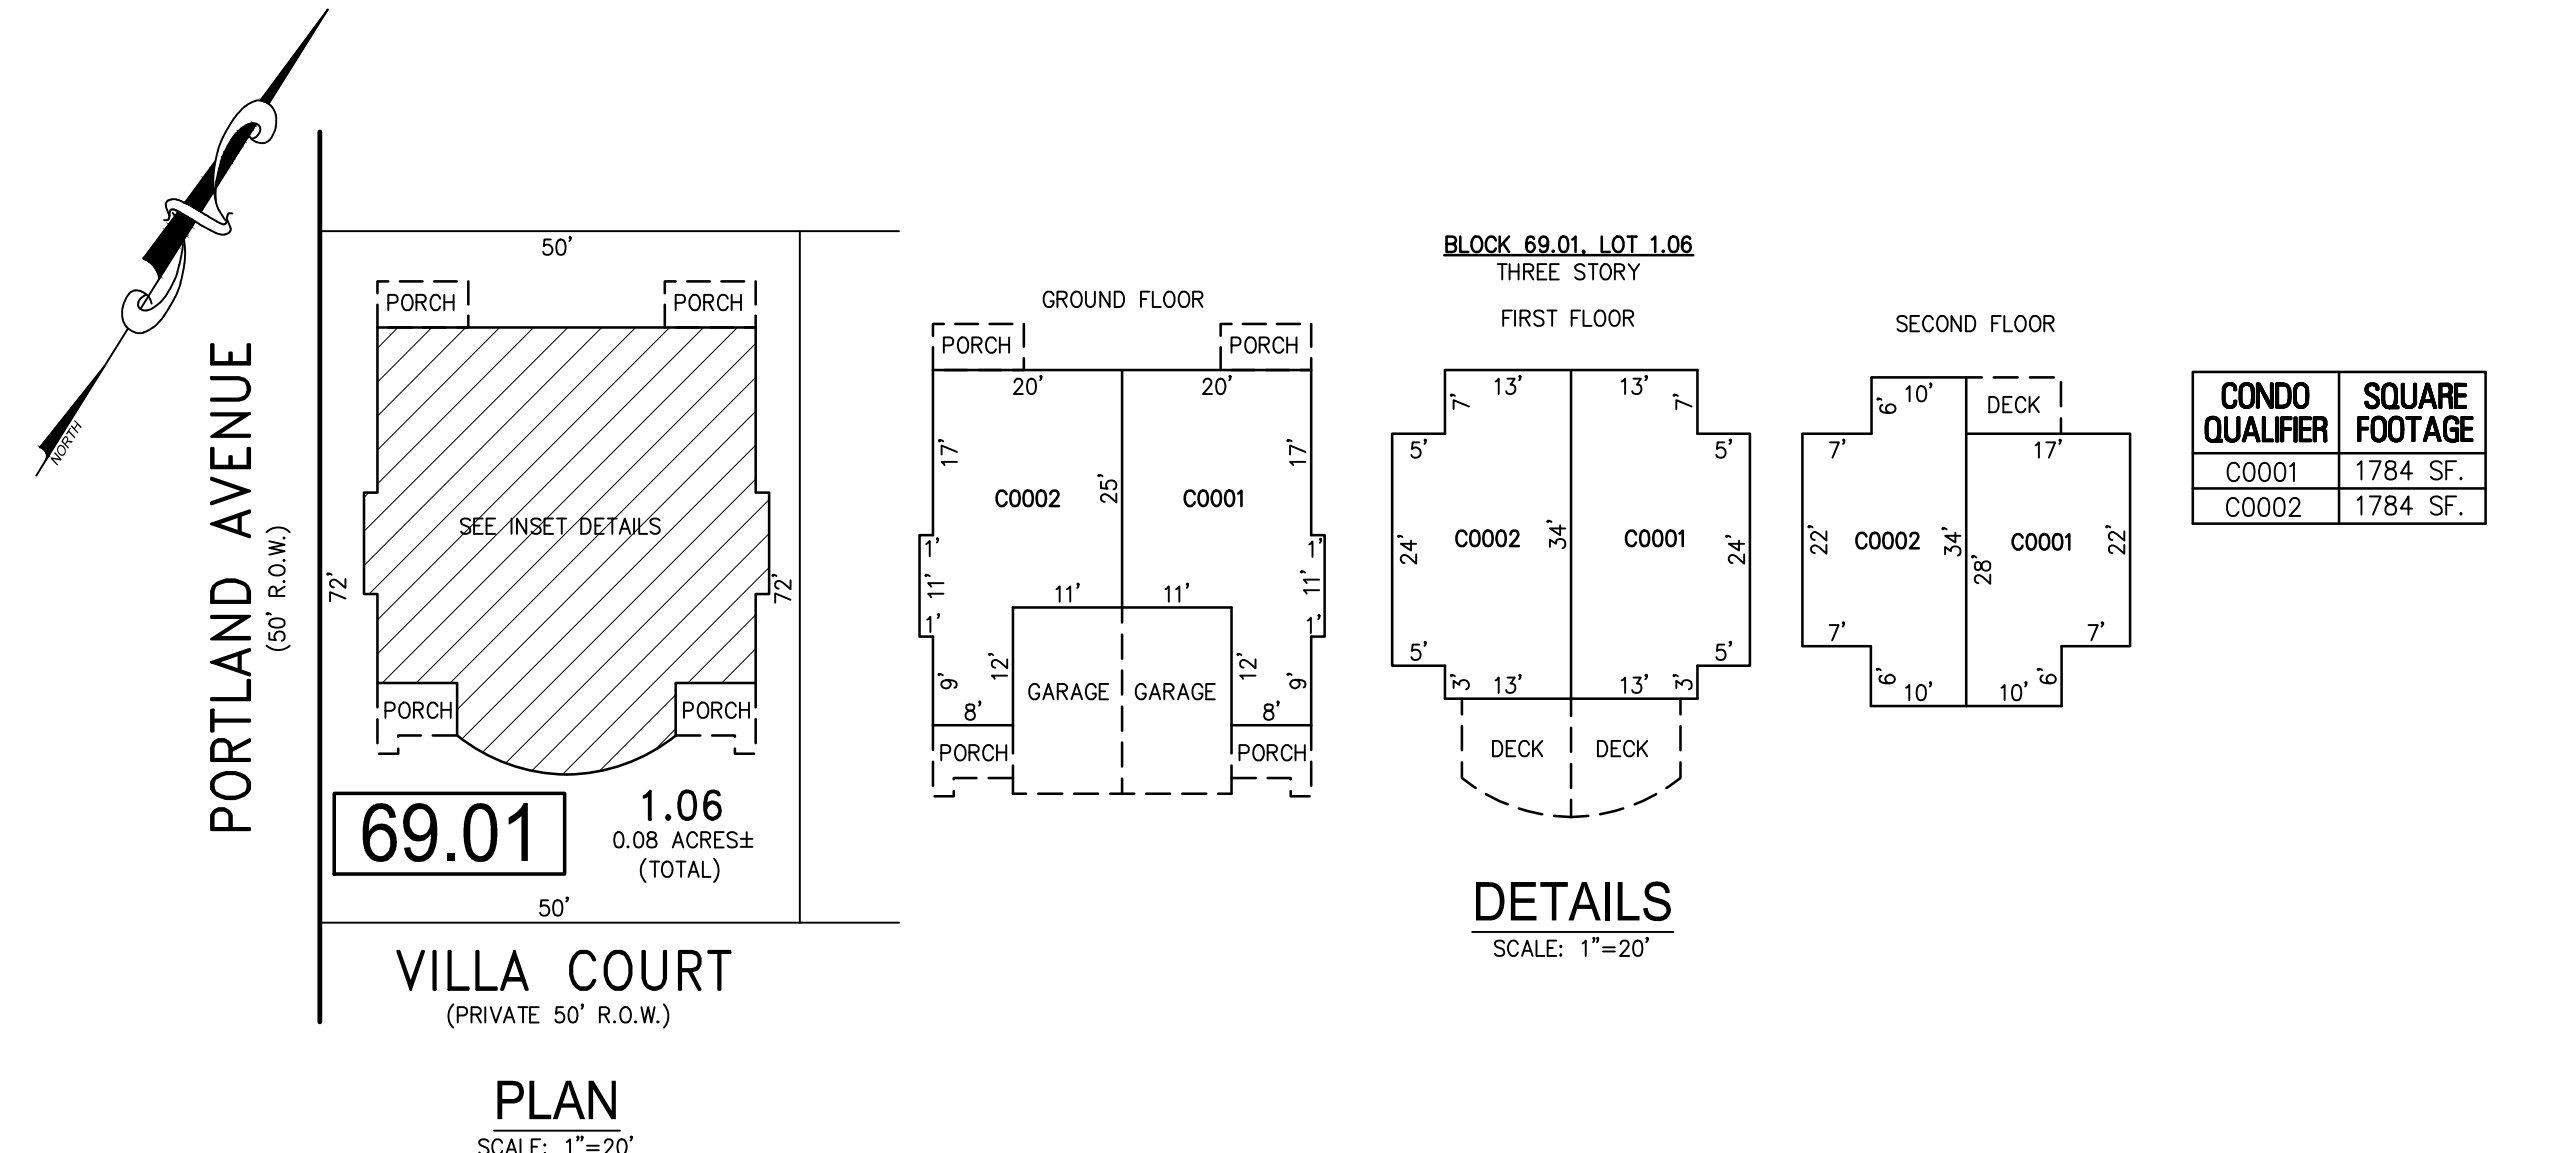 NORTH
PORTLAND AVENUE
(50' R.O.W.)
50'
PORCH
PORCH
SEE INSET DETAILS
72'
72'
PORCH
PORCH
69.01
1.06
0.08 ACRES±
(TOTAL)
50'
VILLA COURT
(PRIVATE 50' R.O.W.)
PLAN
SCALE: 1"=20'
GROUND FLOOR
PORCH
PORCH
20'
20'
17'
17'
25'
C0002
C0001
1'
1'
11'
11'
1'
1'
11'
11'
12'
12'
9'
9'
GARAGE
GARAGE
8'
8'
PORCH
PORCH
BLOCK 69.01, LOT 1.06
THREE STORY
FIRST FLOOR
13'
13'
7'
7'
5'
5'
24'
C0002
34'
C0001
24'
5'
5'
3'
13'
13'
3'
DECK
DECK
DETAILS
SCALE: 1"=20'
SECOND FLOOR
6'
10'
DECK
7'
17'
22'
C0002
34'
28'
C0001
22'
7'
7'
6'
10'
10'
6'
CONDO QUALIFIER
SQUARE FOOTAGE
C0001 1784 SF.
C0002 1784 SF.